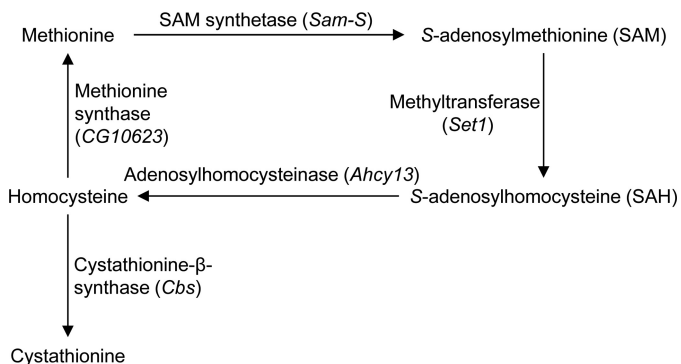 SAM synthetase (Sam-S)
Methionine
S-adenosylmethionine (SAM)
Methionine
synthase
(CG10623)
Methyltransferase
(Set1)
Adenosylhomocysteinase (Ahcy13)
Homocysteine
S-adenosylhomocysteine (SAH)
Cystathionine-β-
synthase (Cbs)
Cystathionine